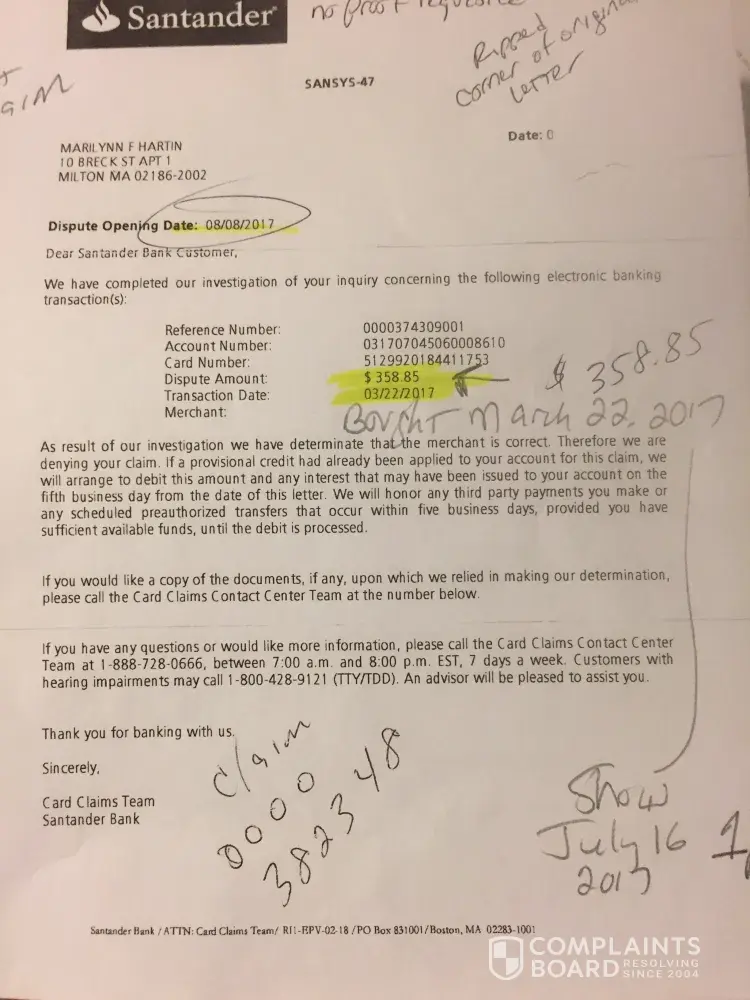 Santander
no proof
Ripped
corner of original
letter
SANSYS-47
Date: 0
MARILYNN F HARTIN
10 BRECK ST APT 1
MILTON MA 02186-2002
Dispute Opening Date: 08/08/2017
Dear Santander Bank Customer,
We have completed our investigation of your inquiry concerning the following electronic banking
transaction(s):
Reference Number: 0000374309001
Account Number: 031707045060008610
Card Number: 5129920184411753
Dispute Amount: $ 358.85
$ 358.85
Transaction Date: 03/22/2017
Merchant:
Bought March 22, 2017
As result of our investigation we have determinate that the merchant is correct. Therefore we are
denying your claim. If a provisional credit had already been applied to your account for this claim, we
will arrange to debit this amount and any interest that may have been issued to your account on the
fifth business day from the date of this letter. We will honor any third party payments you make or
any scheduled preauthorized transfers that occur within five business days, provided you have
sufficient available funds, until the debit is processed.
If you would like a copy of the documents, if any, upon which we relied in making our determination,
please call the Card Claims Contact Center Team at the number below.
If you have any questions or would like more information, please call the Card Claims Contact Center
Team at 1-888-728-0666, between 7:00 a.m. and 8:00 p.m. EST, 7 days a week. Customers with
hearing impairments may call 1-800-428-9121 (TTY/TDD). An advisor will be pleased to assist you.
Thank you for banking with us.
Sincerely,
Card Claims Team
Santander Bank
Claim
0000
382348
Show
July 16
2017
Santander Bank / ATTN: Card Claims Team/ RI1-EPV-02-18 /PO Box 831001/Boston, MA 02283-1001
COMPLAINTS
BOARD RESOLVING SINCE 2004